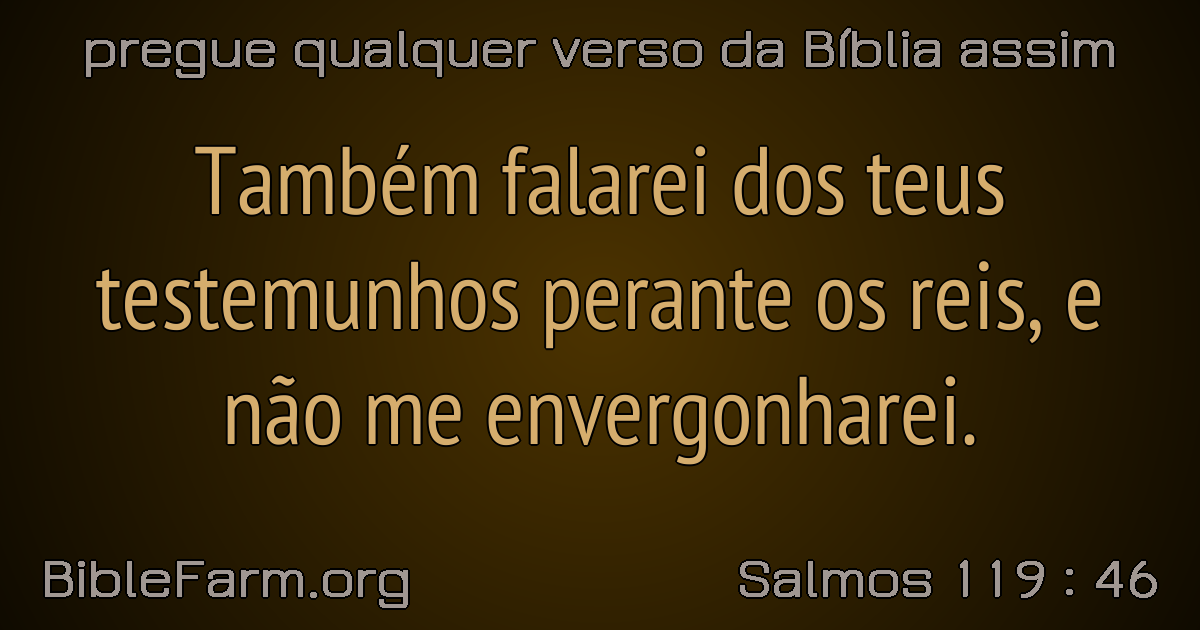 pregue qualquer verso da Bíblia assim
Também falarei dos teus
testemunhos perante os reis, e
não me envergonharei.
BibleFarm.org
Salmos 119 : 46